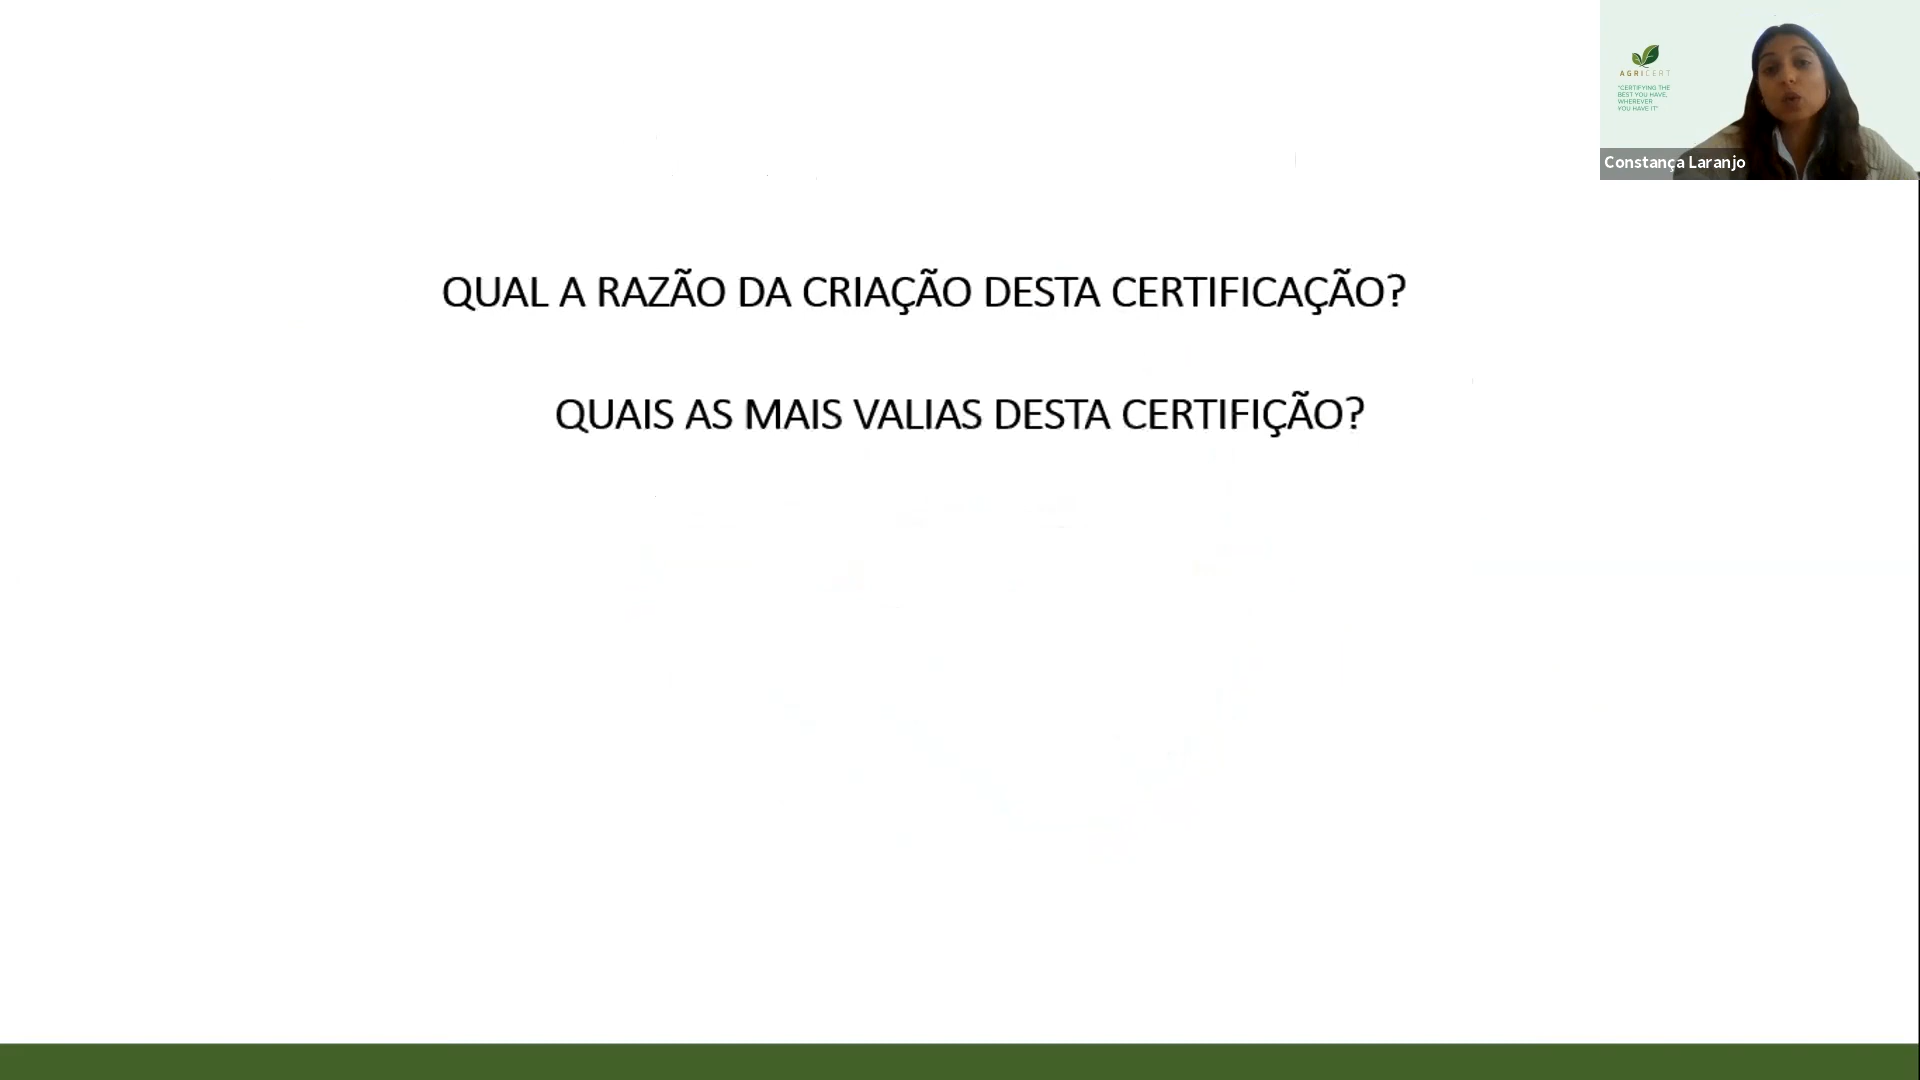 QUAL A RAZÃO DA CRIAÇÃO DESTA CERTIFICAÇÃO?
QUAIS AS MAIS VALIAS DESTA CERTIFIÇÃO?
AGRICERT
"CERTIFYING THE
BEST YOU HAVE,
WHEREVER
YOU HAVE IT"
Constança Laranjo